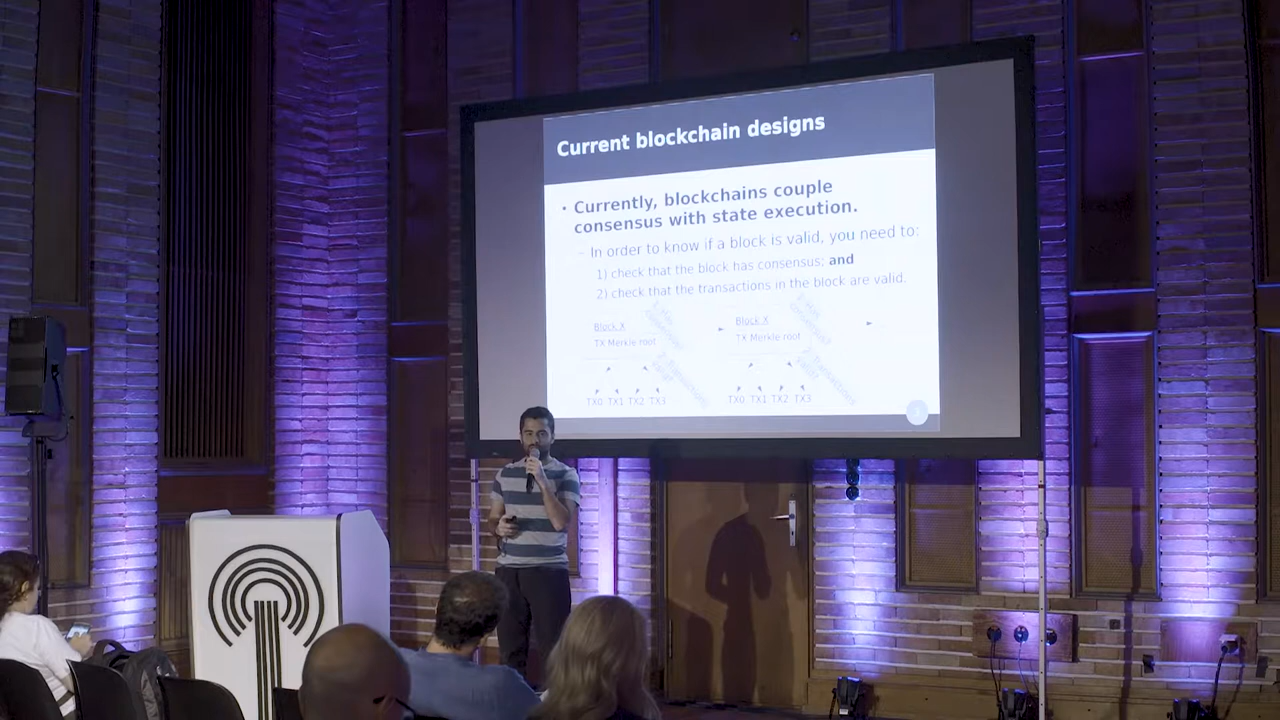 Current blockchain designs
• Currently, blockchains couple
consensus with state execution.
– In order to know if a block is valid, you need to:
1) check that the block has consensus; and
2) check that the transactions in the block are valid.
Block X
TX Merkle root
TX0 TX1 TX2 TX3
Block X
TX Merkle root
TX0 TX1 TX2 TX3
3